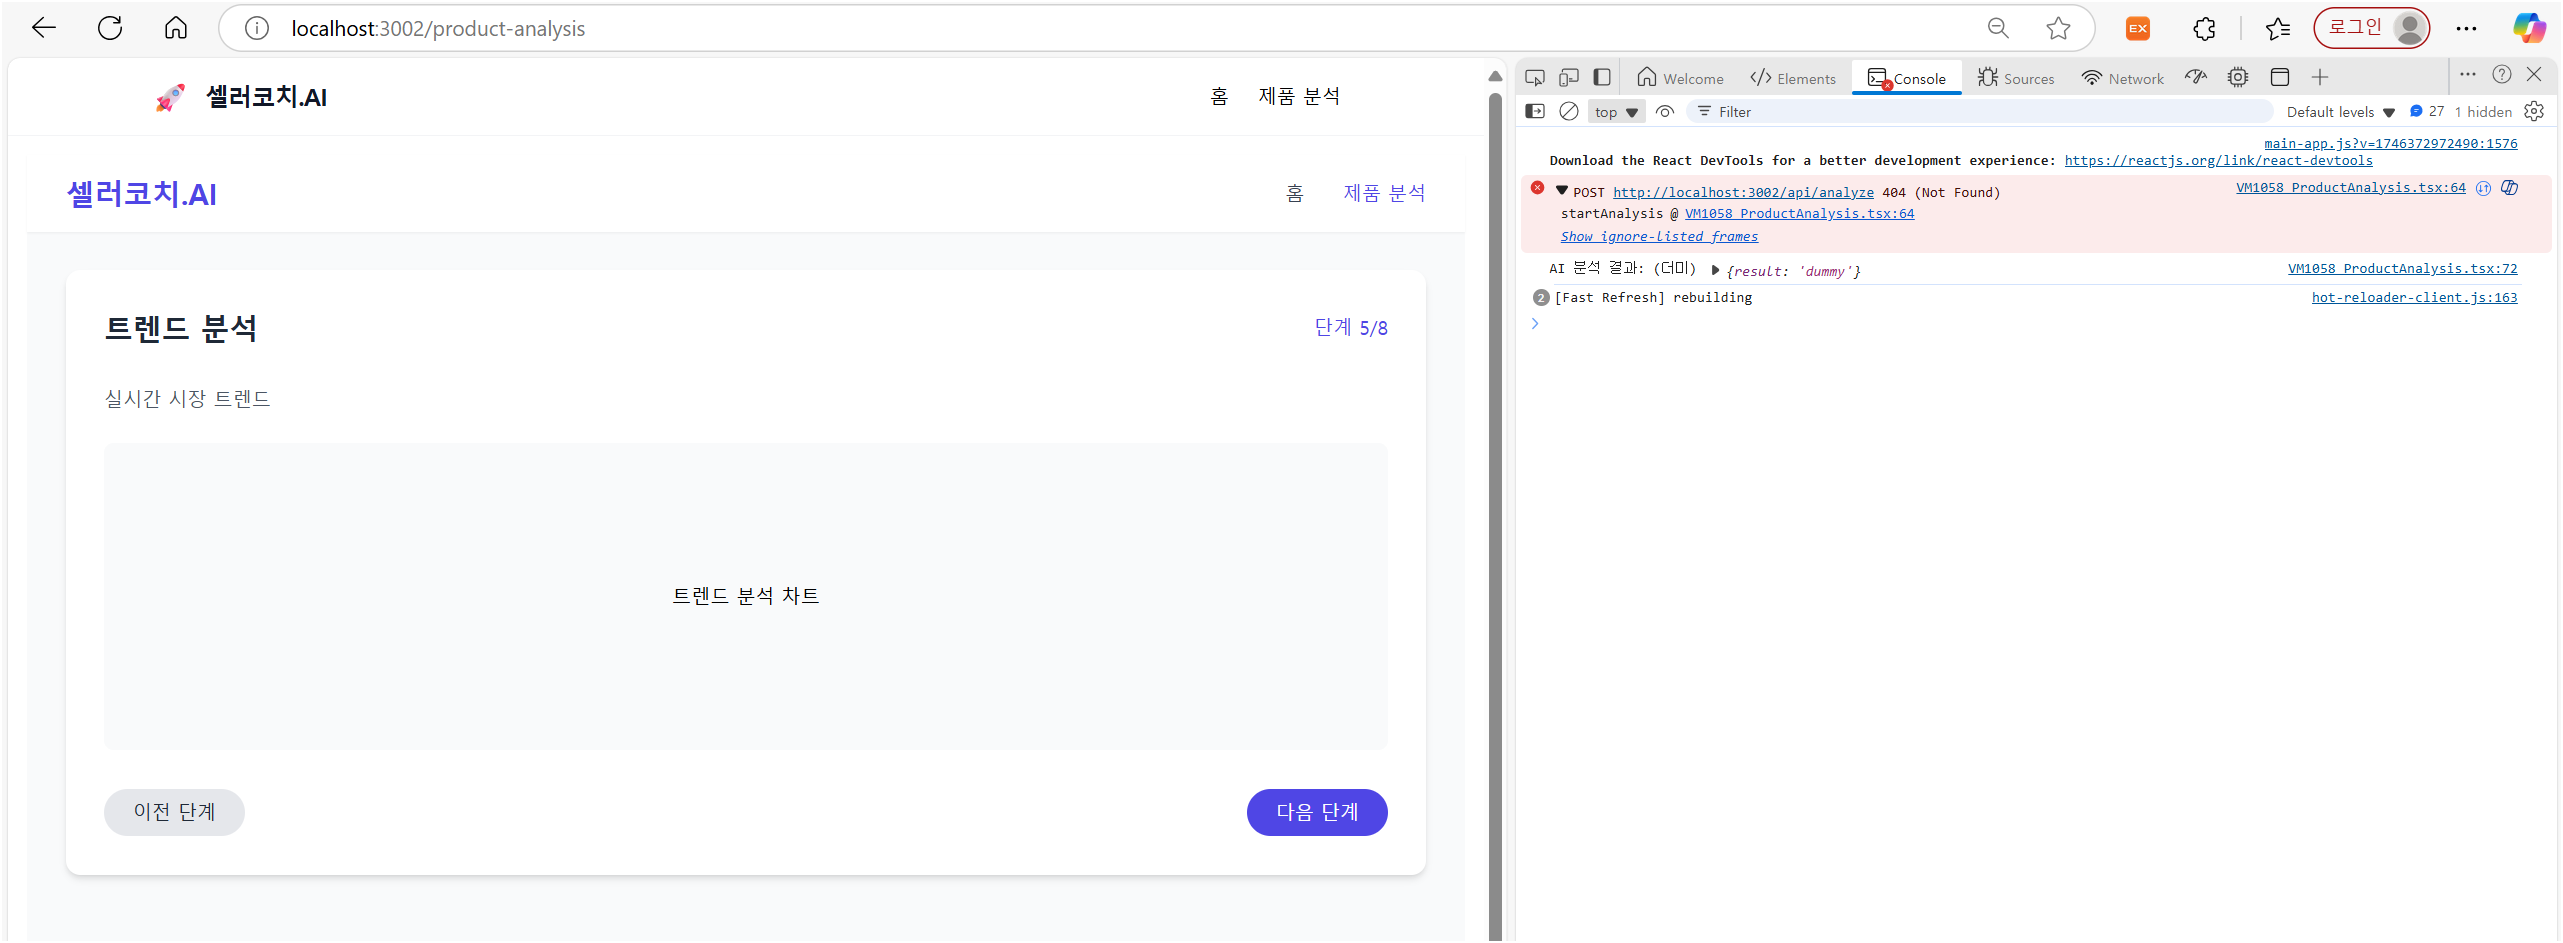 localhost:3002/product-analysis
EX
로그인
셀러코치.AI
홈 제품 분석
셀러코치.AI
홈 제품 분석
트렌드 분석
단계 5/8
실시간 시장 트렌드
트렌드 분석 차트
이전 단계
다음 단계
Welcome Elements Console Sources Network
top Filter Default levels 27 1 hidden
main-app.js?v=1746372972490:1576
Download the React DevTools for a better development experience: https://reactjs.org/link/react-devtools
POST http://localhost:3002/api/analyze 404 (Not Found) VM1058 ProductAnalysis.tsx:64
startAnalysis @ VM1058 ProductAnalysis.tsx:64
Show ignore-listed frames
AI 분석 결과: (더미) {result: 'dummy'} VM1058 ProductAnalysis.tsx:72
2 [Fast Refresh] rebuilding hot-reloader-client.js:163